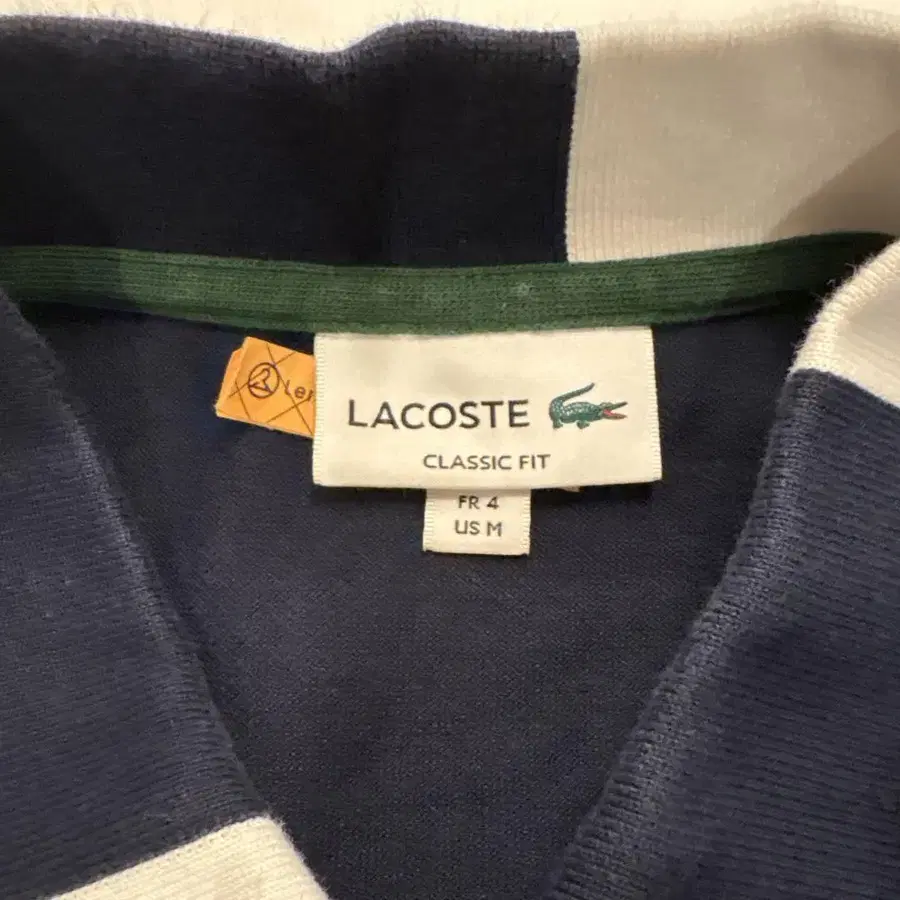 LACOSTE
CLASSIC FIT
FR 4
US M